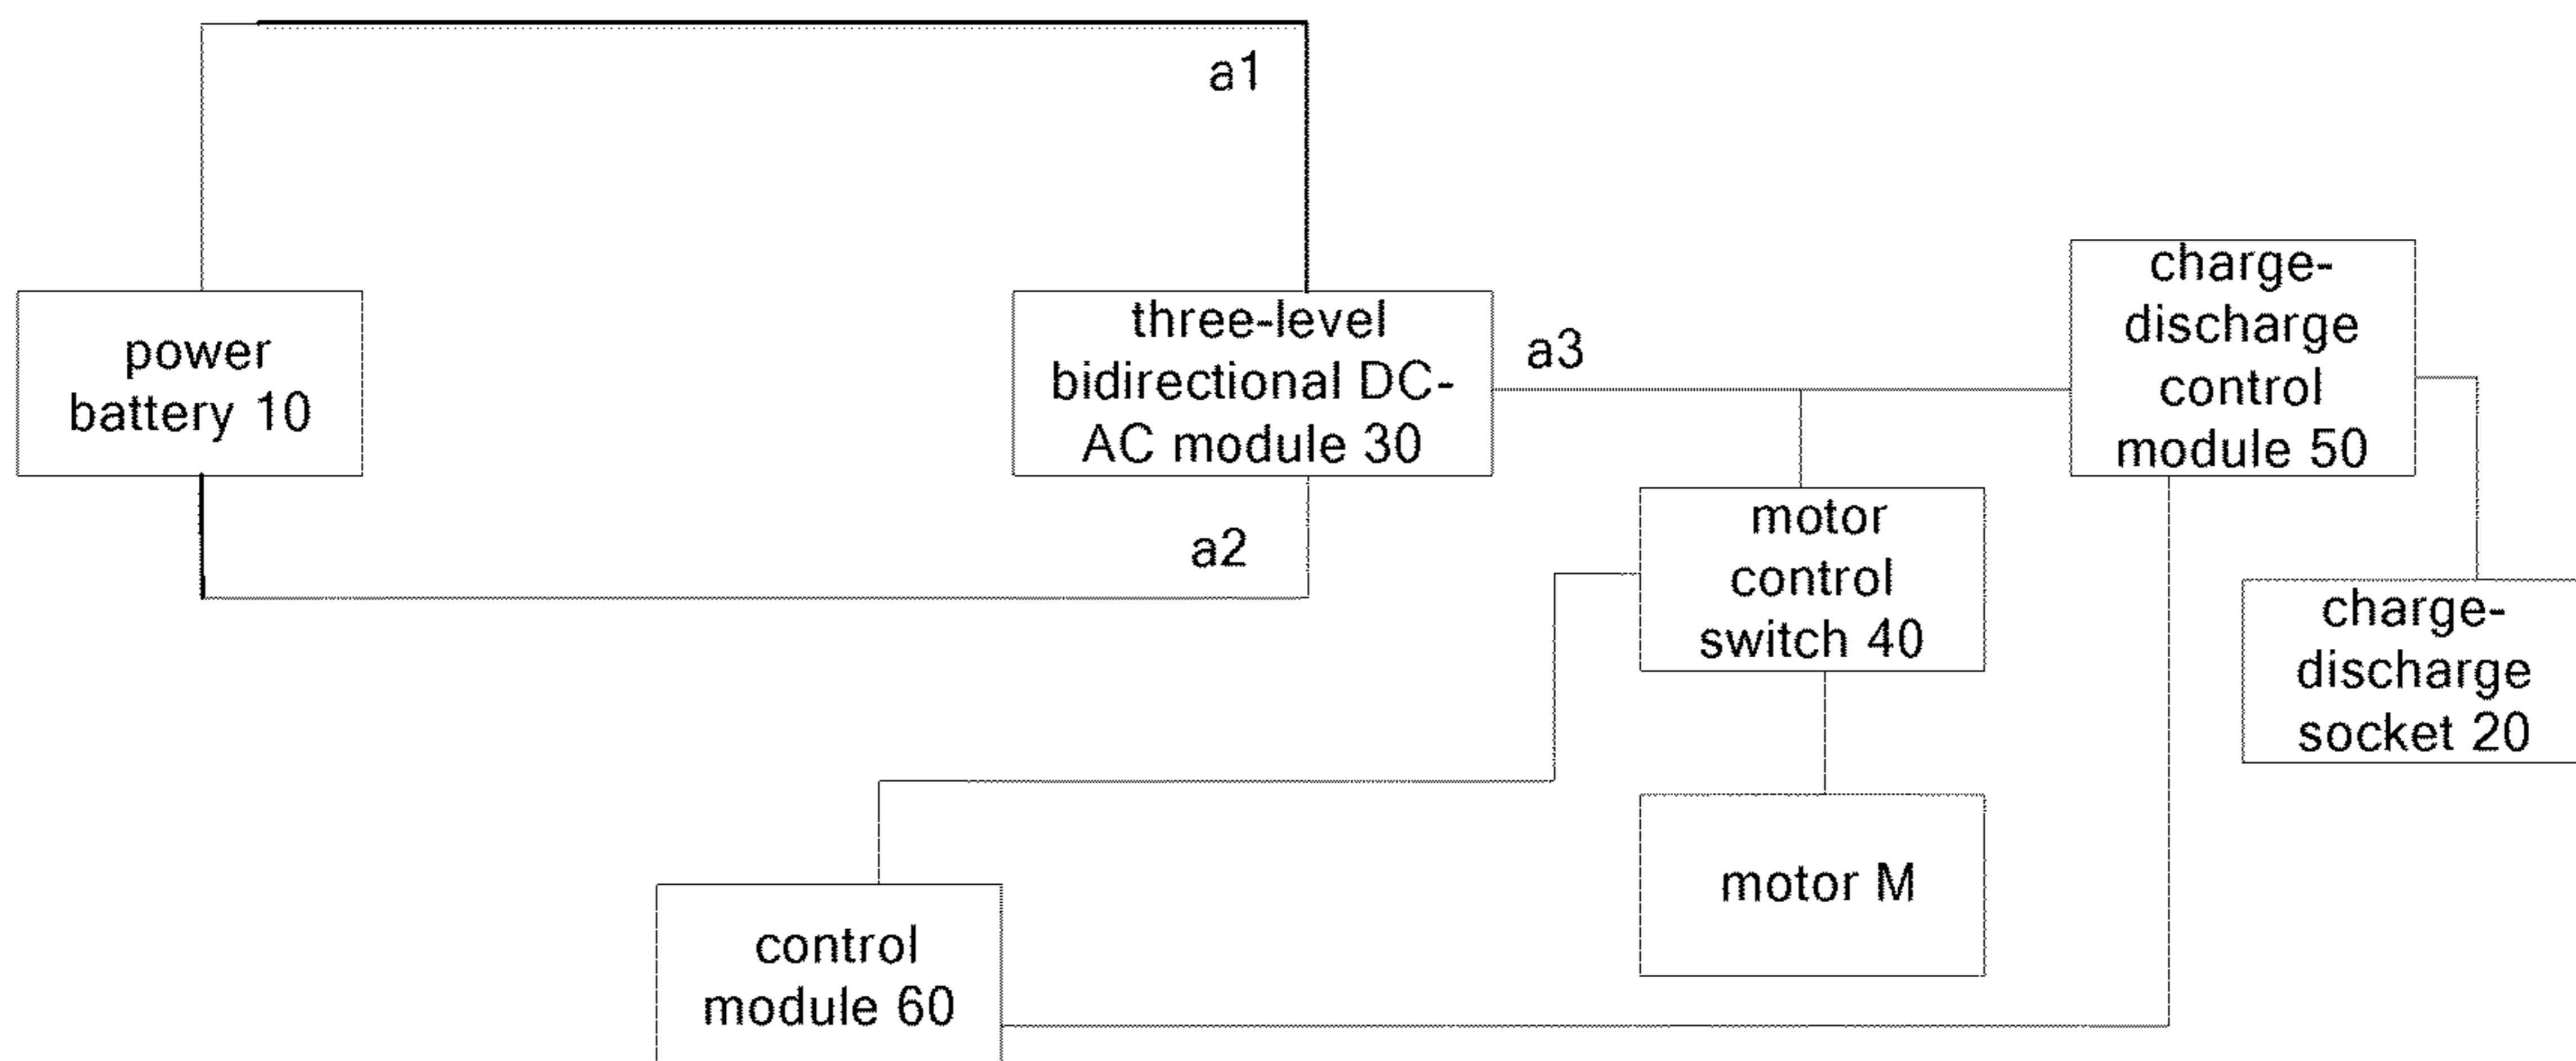 a1
power
battery 10
three-level
bidirectional DC-
AC module 30
a3
charge-
discharge
control
module 50
a2
motor
control
switch 40
charge-
discharge
socket 20
motor M
control
module 60